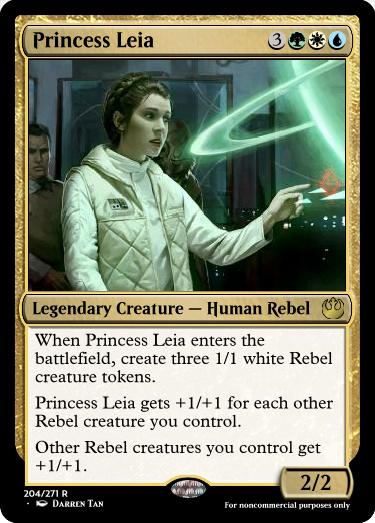 Princess Leia 3
Legendary Creature — Human Rebel
When Princess Leia enters the
battlefield, create three 1/1 white Rebel
creature tokens.
Princess Leia gets +1/+1 for each other
Rebel creature you control.
Other Rebel creatures you control get
+1/+1.
2/2
204/271 R
· Darren Tan
For noncommercial purposes only